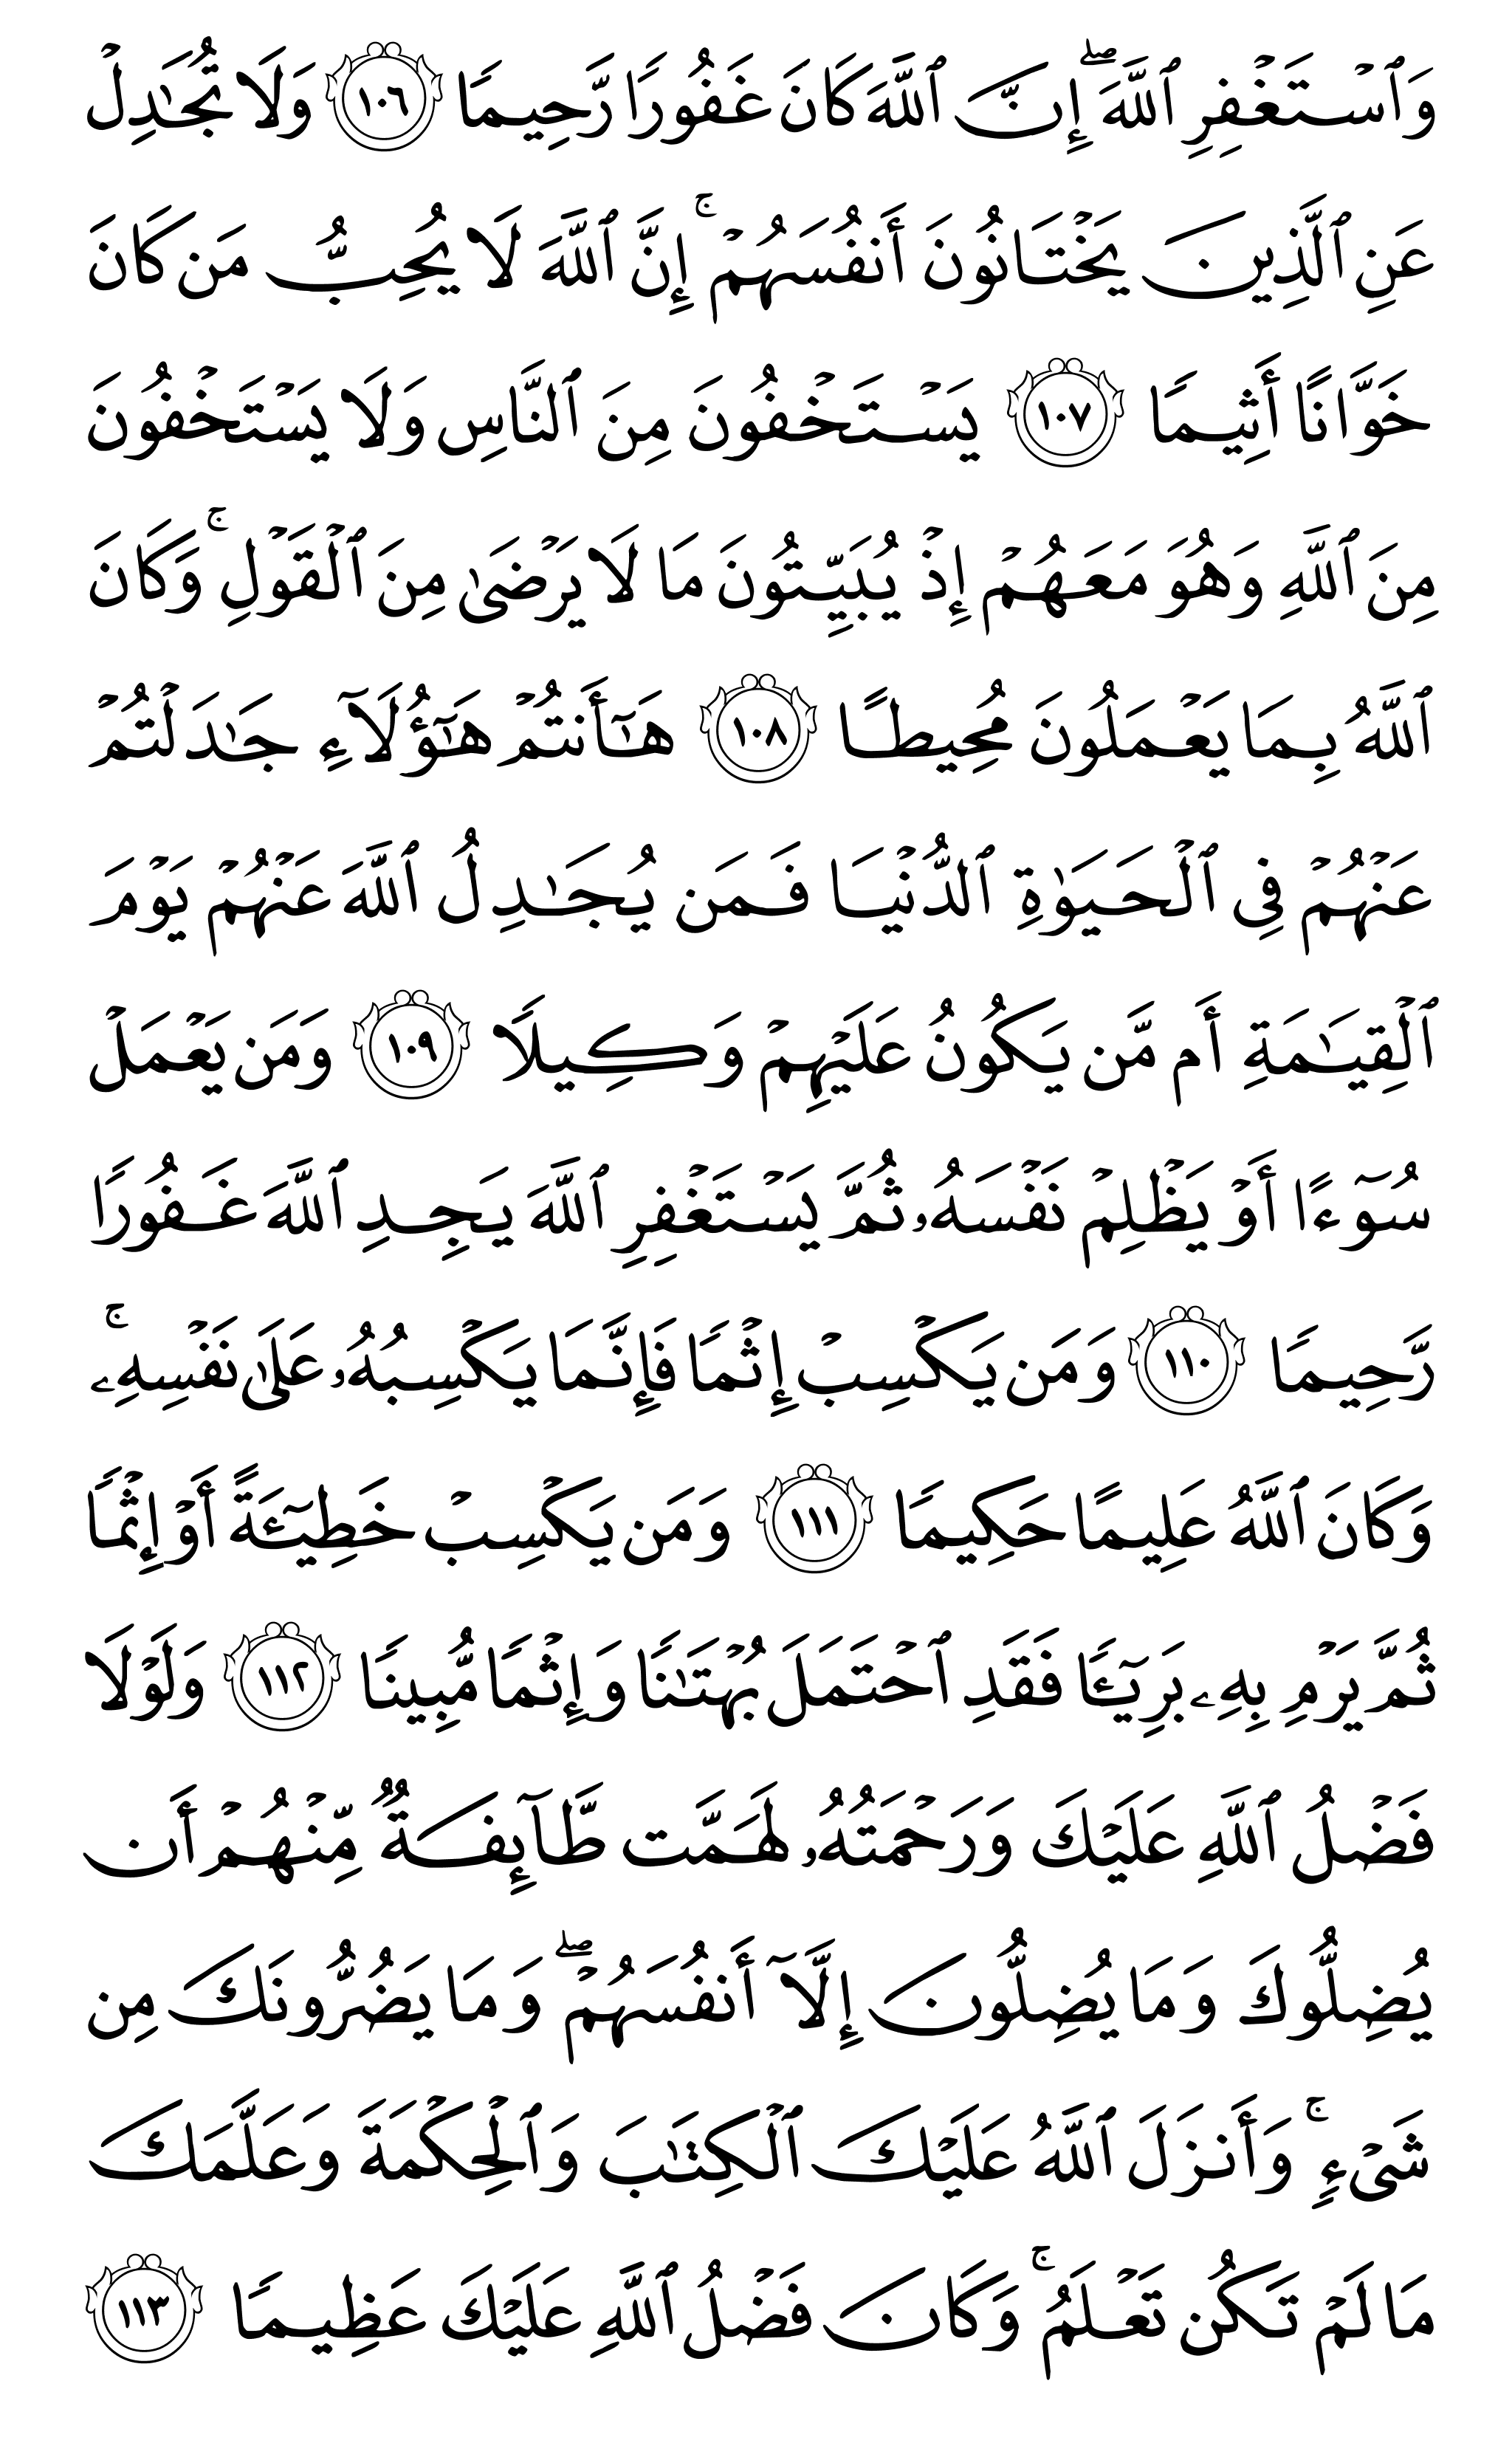 وَٱسۡتَغۡفِرِ ٱللَّهَۖ إِنَّ ٱللَّهَ كَانَ غَفُورٗا رَّحِيمٗا ١٠٦ وَلَا تُجَٰدِلۡ
عَنِ ٱلَّذِينَ يَخۡتَانُونَ أَنفُسَهُمۡۚ إِنَّ ٱللَّهَ لَا يُحِبُّ مَن كَانَ
خَوَّانًا أَثِيمٗا ١٠٧ يَسۡتَخۡفُونَ مِنَ ٱلنَّاسِ وَلَا يَسۡتَخۡفُونَ
مِنَ ٱللَّهِ وَهُوَ مَعَهُمۡ إِذۡ يُبَيِّتُونَ مَا لَا يَرۡضَىٰ مِنَ ٱلۡقَوۡلِۚ وَكَانَ
ٱللَّهُ بِمَا يَعۡمَلُونَ مُحِيطًا ١٠٨ هَٰٓأَنتُمۡ هَٰٓؤُلَآءِ جَٰدَلۡتُمۡ
عَنۡهُمۡ فِي ٱلۡحَيَوٰةِ ٱلدُّنۡيَا فَمَن يُجَٰدِلُ ٱللَّهَ عَنۡهُمۡ يَوۡمَ
ٱلۡقِيَٰمَةِ أَم مَّن يَكُونُ عَلَيۡهِمۡ وَكِيلٗا ١٠٩ وَمَن يَعۡمَلۡ
سُوٓءًا أَوۡ يَظۡلِمۡ نَفۡسَهُۥ ثُمَّ يَسۡتَغۡفِرِ ٱللَّهَ يَجِدِ ٱللَّهَ غَفُورٗا
رَّحِيمٗا ١١٠ وَمَن يَكۡسِبۡ إِثۡمٗا فَإِنَّمَا يَكۡسِبُهُۥ عَلَىٰ نَفۡسِهِۦۚ
وَكَانَ ٱللَّهُ عَلِيمًا حَكِيمٗا ١١١ وَمَن يَكۡسِبۡ خَطِيٓـَٔةً أَوۡ إِثۡمٗا
ثُمَّ يَرۡمِ بِهِۦ بَرِيٓـٔٗا فَقَدِ ٱحۡتَمَلَ بُهۡتَٰنٗا وَإِثۡمٗا مُّبِينٗا ١١٢ وَلَوۡلَا
فَضۡلُ ٱللَّهِ عَلَيۡكَ وَرَحۡمَتُهُۥ لَهَمَّت طَّآئِفَةٞ مِّنۡهُمۡ أَن
يُضِلُّوكَ وَمَا يُضِلُّونَ إِلَّآ أَنفُسَهُمۡۖ وَمَا يَضُرُّونَكَ مِن
شَيۡءٖۚ وَأَنزَلَ ٱللَّهُ عَلَيۡكَ ٱلۡكِتَٰبَ وَٱلۡحِكۡمَةَ وَعَلَّمَكَ
مَا لَمۡ تَكُن تَعۡلَمُۚ وَكَانَ فَضۡلُ ٱللَّهِ عَلَيۡكَ عَظِيمٗا ١١٣